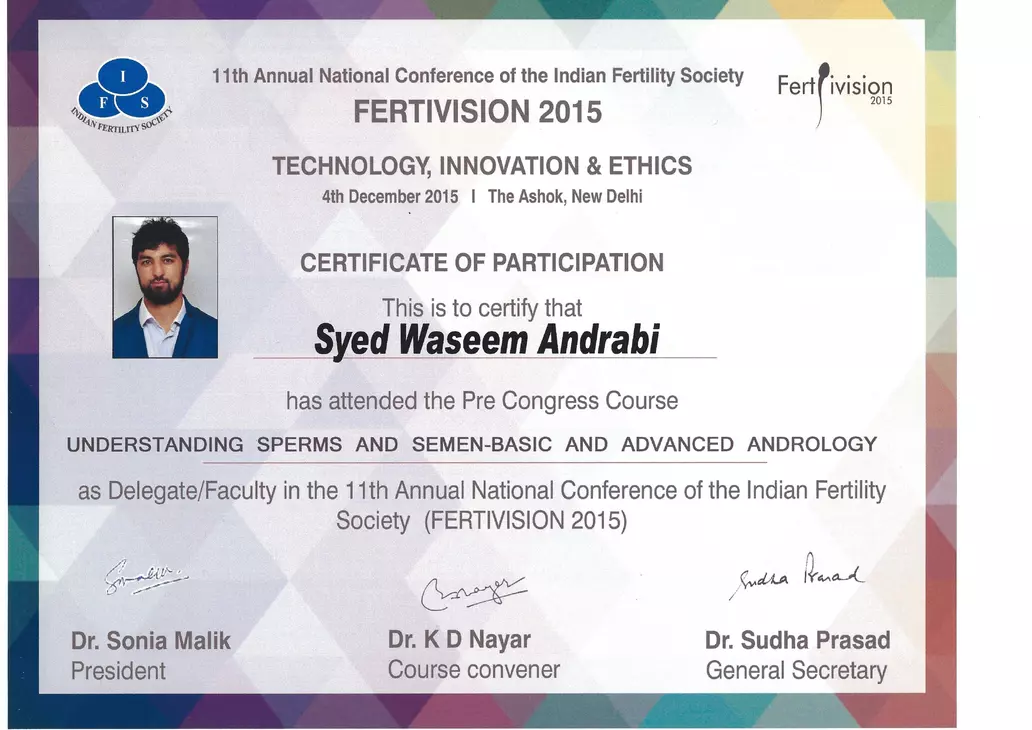 I
F S
INDIAN FERTILITY SOCIETY
11th Annual National Conference of the Indian Fertility Society
FERTIVISION 2015
Fertivision
2015
TECHNOLOGY, INNOVATION & ETHICS
4th December 2015 I The Ashok, New Delhi
CERTIFICATE OF PARTICIPATION
This is to certify that
Syed Waseem Andrabi
has attended the Pre Congress Course
UNDERSTANDING SPERMS AND SEMEN-BASIC AND ADVANCED ANDROLOGY
as Delegate/Faculty in the 11th Annual National Conference of the Indian Fertility
Society (FERTIVISION 2015)
Sudha Prasad
Dr. Sonia Malik
President
Dr. K D Nayar
Course convener
Dr. Sudha Prasad
General Secretary